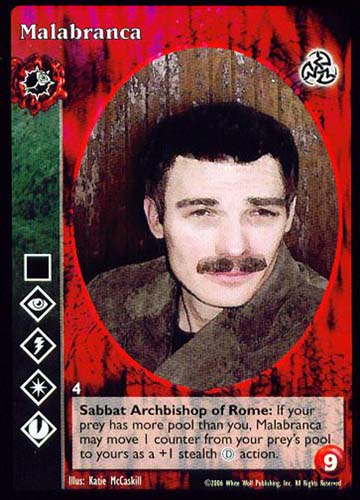 Malabranca
4
Sabbat Archbishop of Rome: If your
prey has more pool than you, Malabranca
may move 1 counter from your prey's pool
to yours as a +1 stealth Ⓓ action.
9
Illus: Katie McCaskill
©2006 White Wolf Publishing, Inc. All Rights Reserved